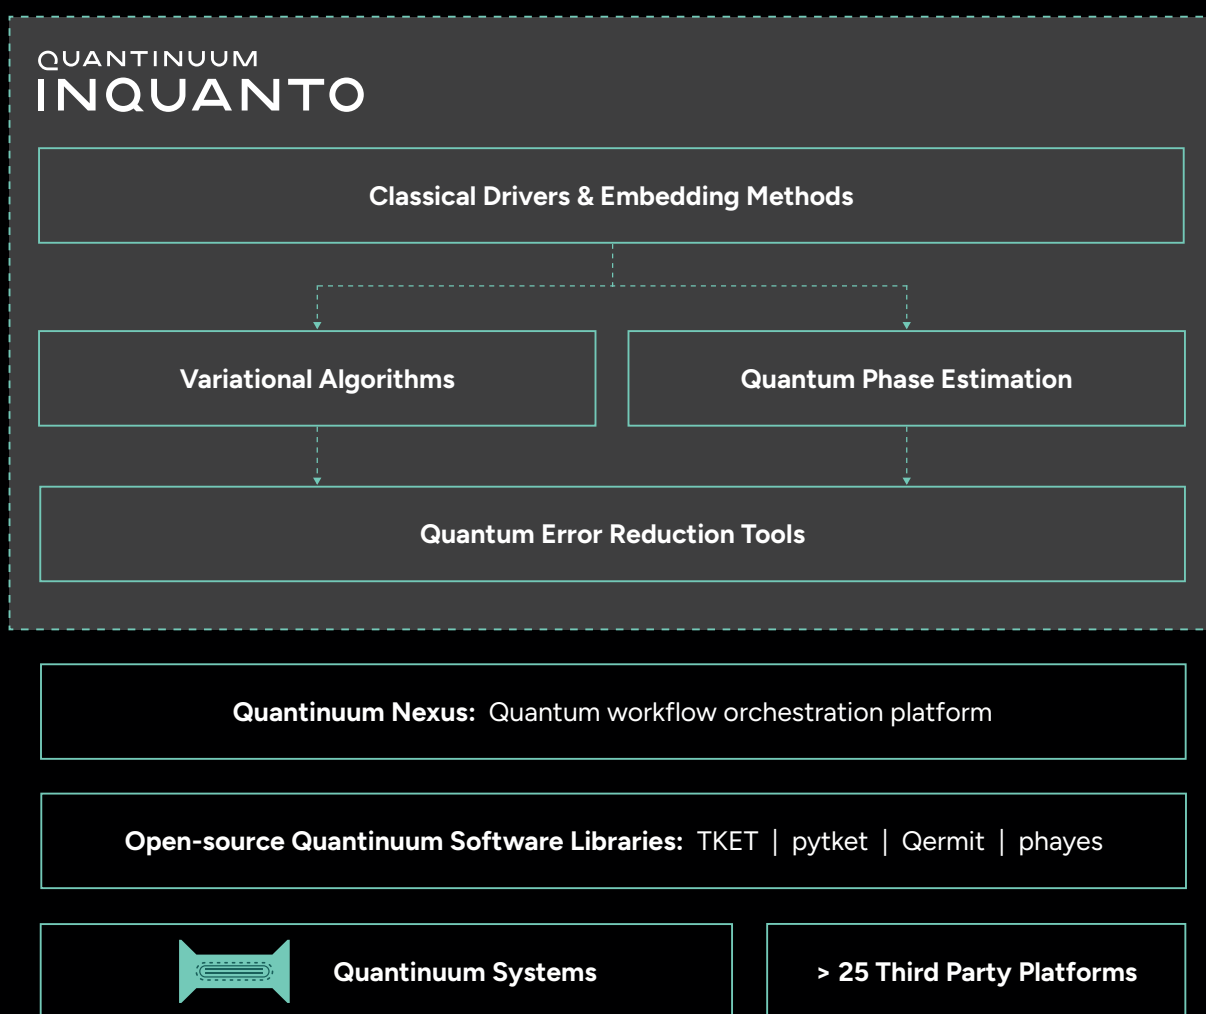 QUANTINUUM
INQUANTO
Classical Drivers & Embedding Methods
Variational Algorithms
Quantum Phase Estimation
Quantum Error Reduction Tools
Quantinuum Nexus: Quantum workflow orchestration platform
Open-source Quantinuum Software Libraries: TKET | pytket | Qermit | phayes
Quantinuum Systems
> 25 Third Party Platforms